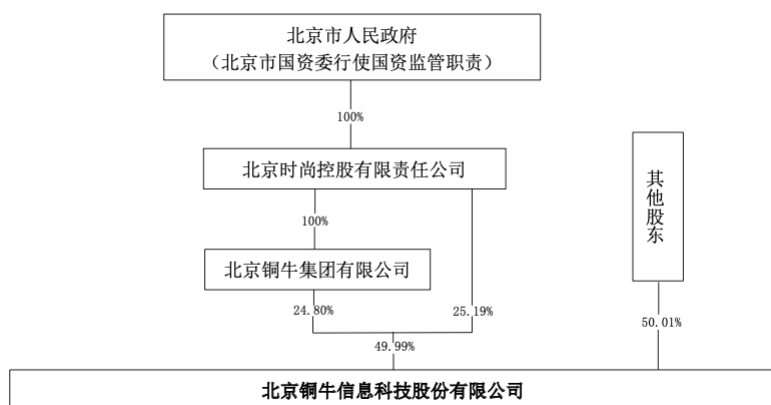 北京市人民政府
（北京市国资委行使国资监管职责）
100%
北京时尚控股有限责任公司
其他股东
100%
北京铜牛集团有限公司
24.80%
25.19%
50.01%
49.99%
北京铜牛信息科技股份有限公司